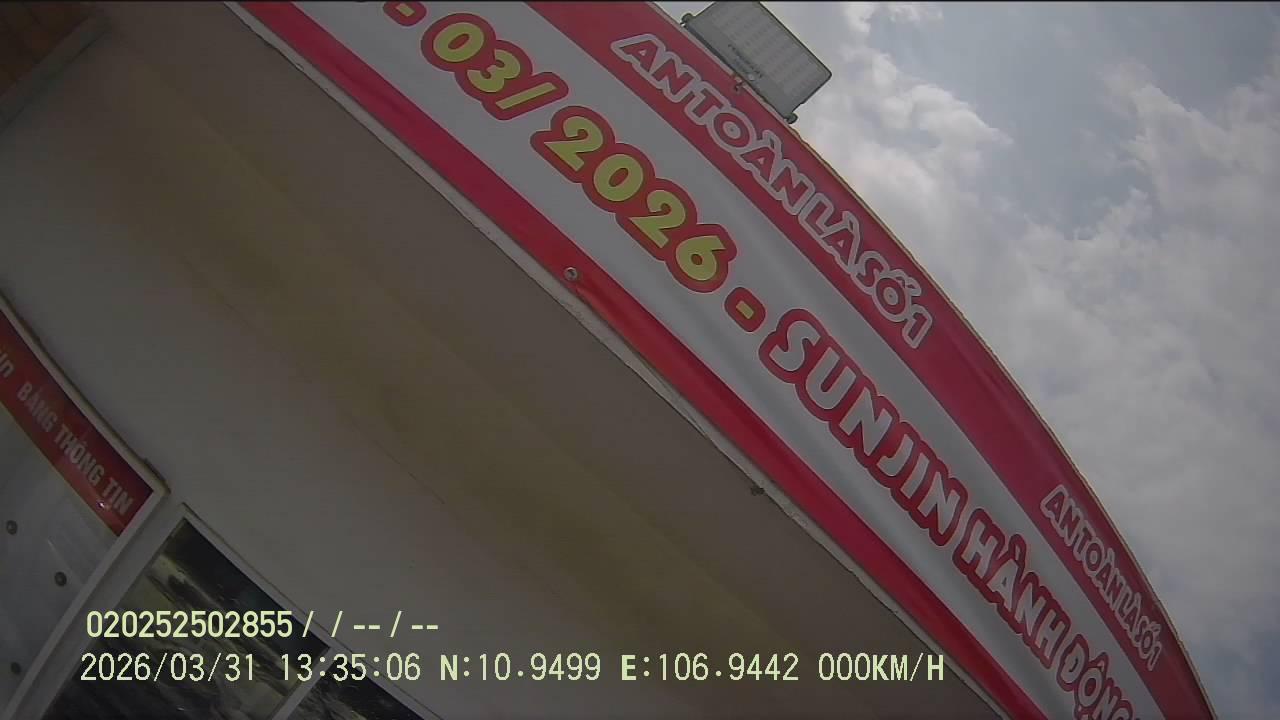 AN TOÀN LÀ SỐ 1
AN TOÀN LÀ SỐ 1
- 03/ 2026 - SUNJIN HÀNH ĐỘNG
BẢNG THÔNG TIN
020252502855 /  / -- / --
2026/03/31 13:35:06 N:10.9499 E:106.9442 000KM/H